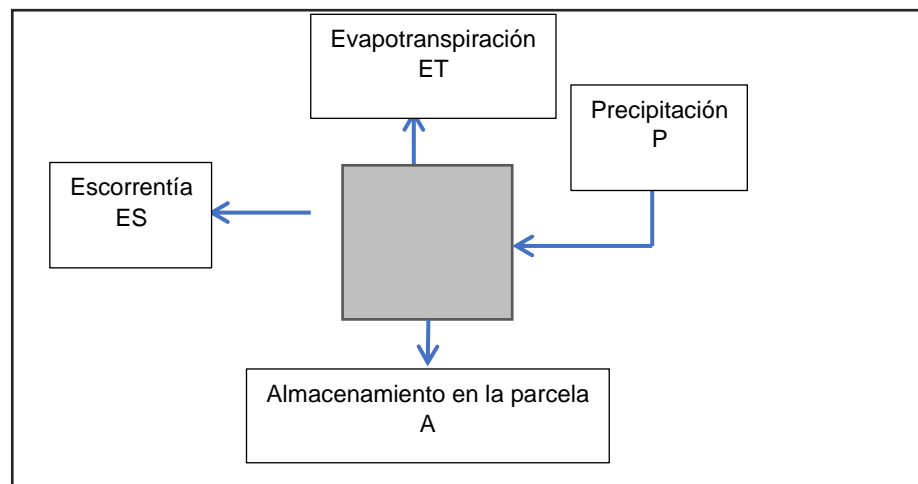 Evapotranspiración
ET
Precipitación
P
Escorrentía
ES
Almacenamiento en la parcela
A